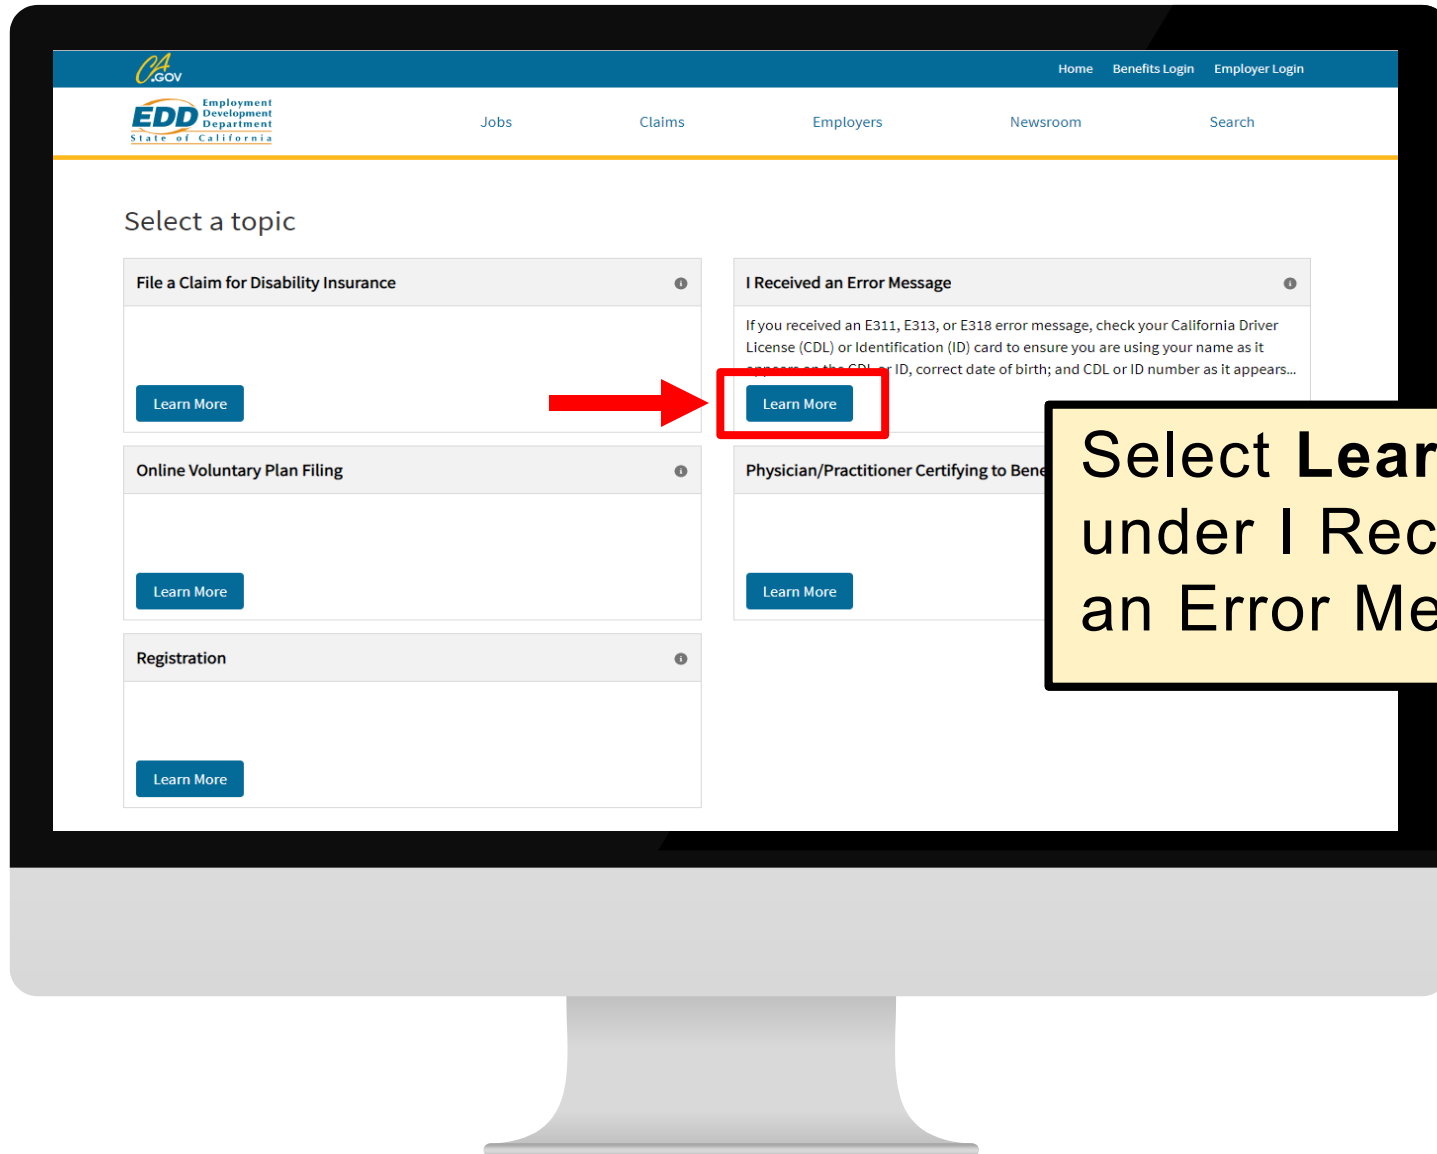 CA.GOV
Home Benefits Login Employer Login
EDD Employment
Development
Department
State of California
Jobs Claims Employers Newsroom Search
Select a topic
File a Claim for Disability Insurance
Learn More
I Received an Error Message
If you received an E311, E313, or E318 error message, check your California Driver
License (CDL) or Identification (ID) card to ensure you are using your name as it
appears on the CDL or ID, correct date of birth; and CDL or ID number as it appears...
Learn More
Online Voluntary Plan Filing
Learn More
Physician/Practitioner Certifying to Bene
Learn More
Registration
Learn More
Select Lear
under I Rec
an Error Me